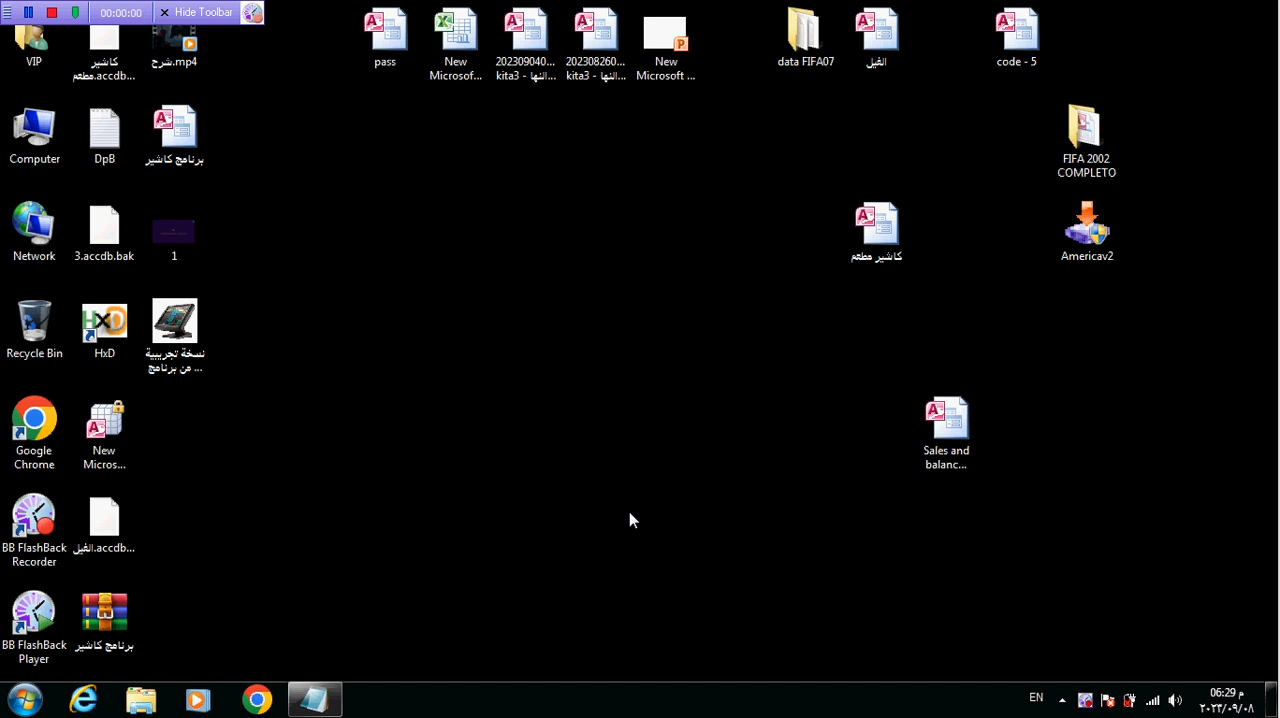 00:00:00
Hide Toolbar
VIP
كاشير
مطعم.accdb...
شرح.mp4
pass
New
Microsof...
202309040...
kita3 - النها...
202308260...
kita3 - النها...
New
Microsoft ...
data FIFA07
الفيل
code - 5
Computer
DpB
برنامج كاشير
FIFA 2002
COMPLETO
Network
3.accdb.bak
1
كاشير مطعم
Americav2
Recycle Bin
HxD
نسخة تجريبية
من برنامج ...
Google
Chrome
New
Micros...
Sales and
balanc...
BB FlashBack
Recorder
الفيل.accdb...
BB FlashBack
Player
برنامج كاشير
EN
06:29 م
٢٠٢٣/٠٩/٠٨